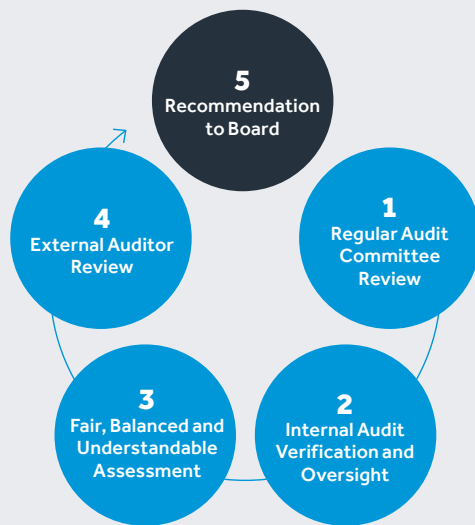 5
Recommendation
to Board
1
Regular Audit
Committee
Review
2
Internal Audit
Verification and
Oversight
3
Fair, Balanced and
Understandable
Assessment
4
External Auditor
Review